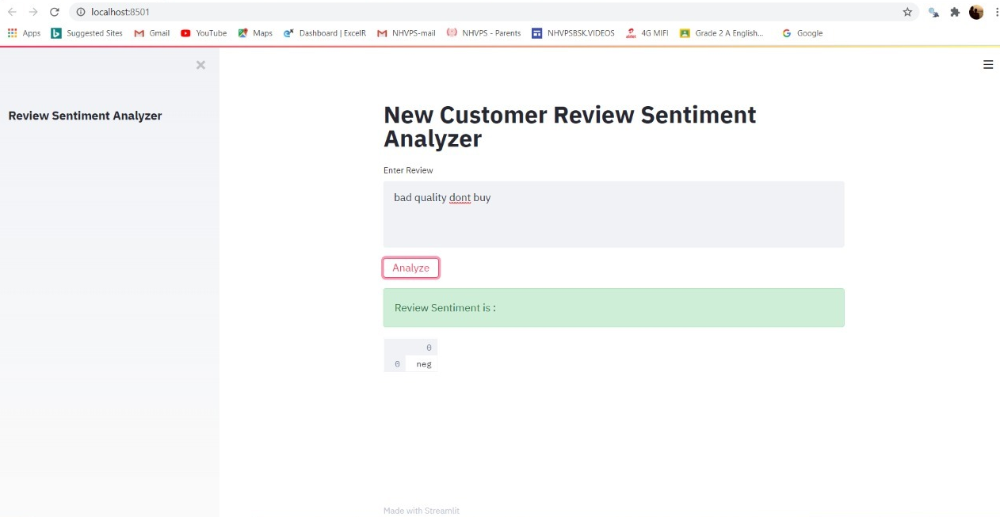 localhost:8501
Apps Suggested Sites Gmail YouTube Maps Dashboard | ExcelR NHVPS-mail NHVPS - Parents NHVPSBSK.VIDEOS 4G MIFI Grade 2 A English... Google
Review Sentiment Analyzer
New Customer Review Sentiment
Analyzer
Enter Review
bad quality dont buy
Analyze
Review Sentiment is :
0
0 neg
Made with Streamlit